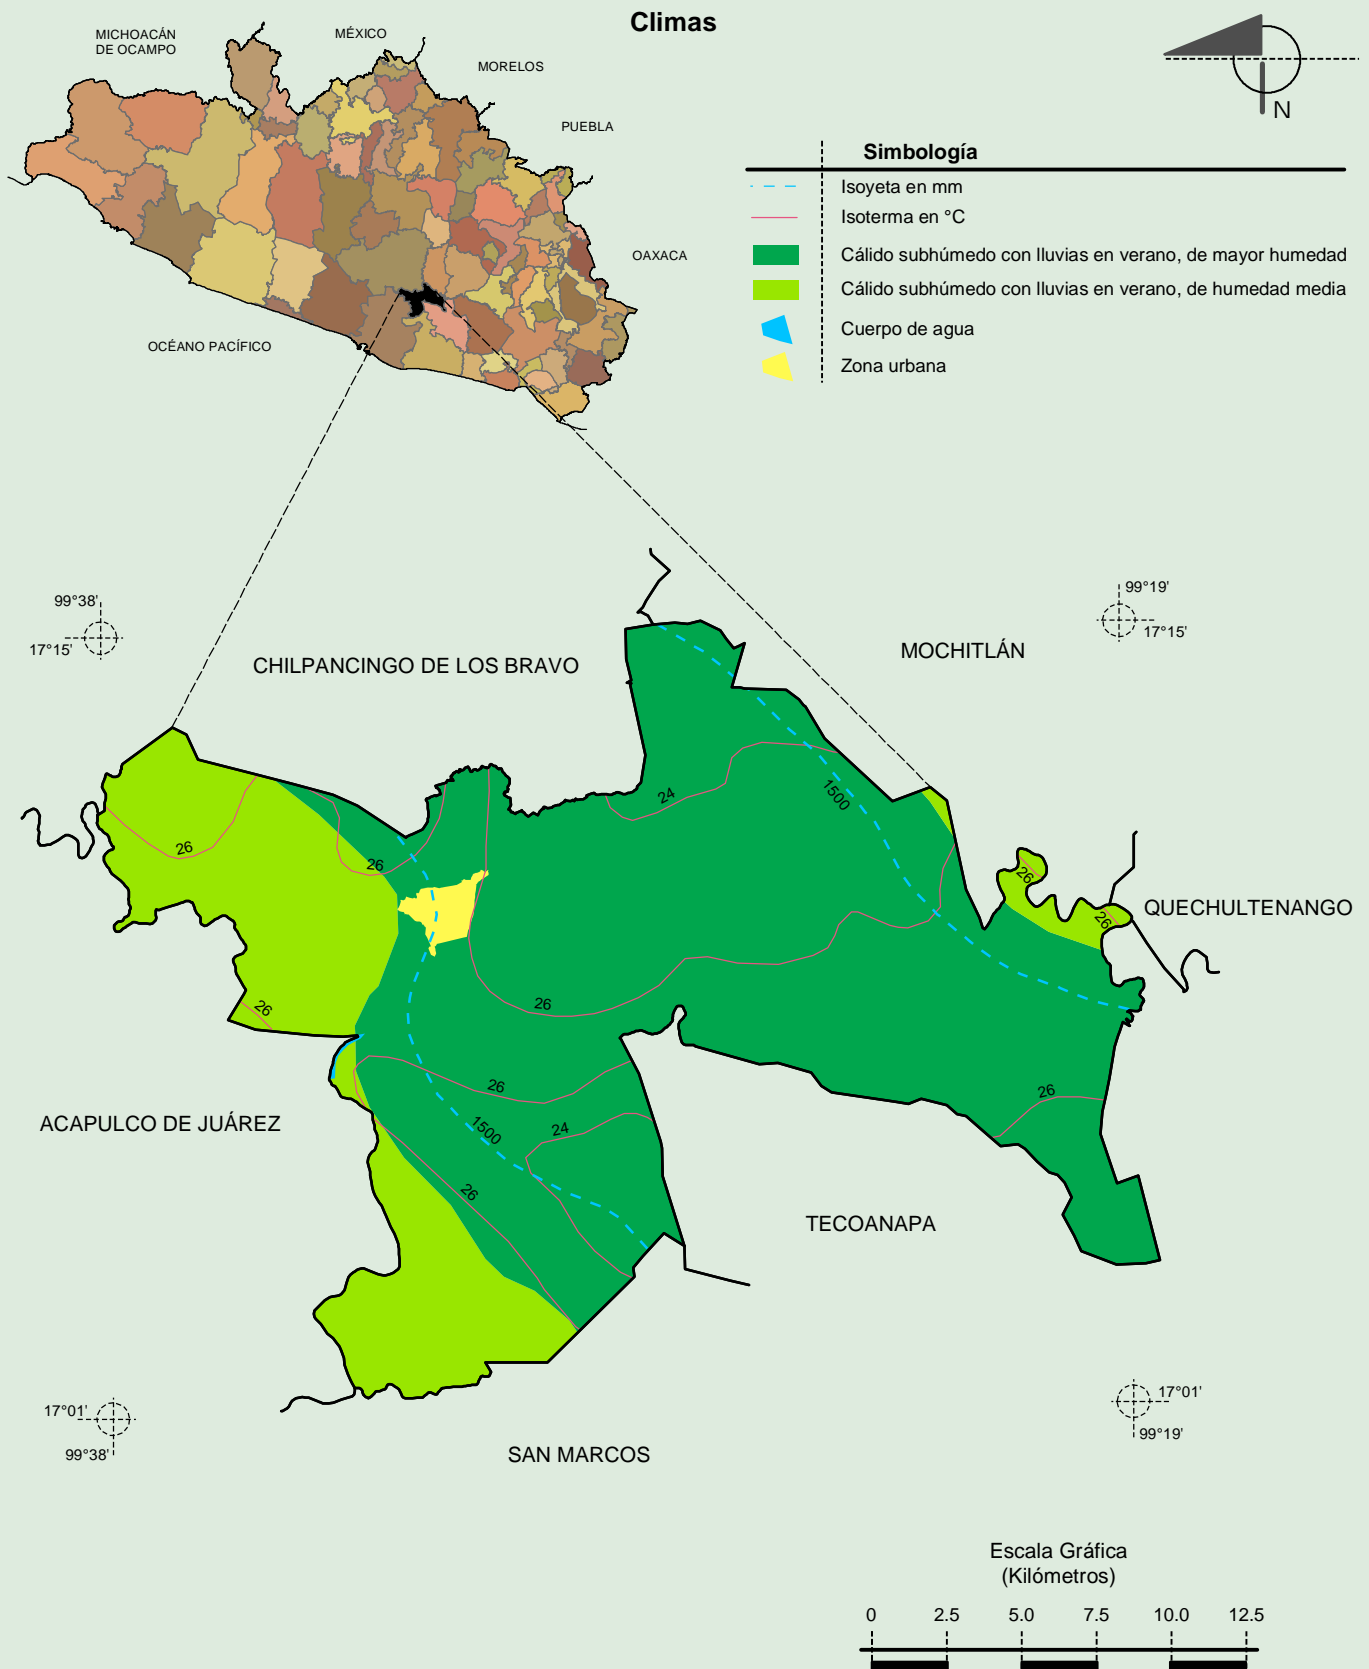 Climas
MICHOACÁN
DE OCAMPO
MÉXICO
MORELOS
PUEBLA
OAXACA
OCÉANO PACÍFICO
N
Simbología
Isoyeta en mm
Isoterma en °C
Cálido subhúmedo con lluvias en verano, de mayor humedad
Cálido subhúmedo con lluvias en verano, de humedad media
Cuerpo de agua
Zona urbana
99°38'
17°15'
99°19'
17°15'
CHILPANCINGO DE LOS BRAVO
MOCHITLÁN
24
1500
26
26
26
26
QUECHULTENANGO
26
26
26
26
ACAPULCO DE JUÁREZ
1500
24
26
TECOANAPA
17°01'
99°38'
17°01'
99°19'
SAN MARCOS
Escala Gráfica
(Kilómetros)
0 2.5 5.0 7.5 10.0 12.5